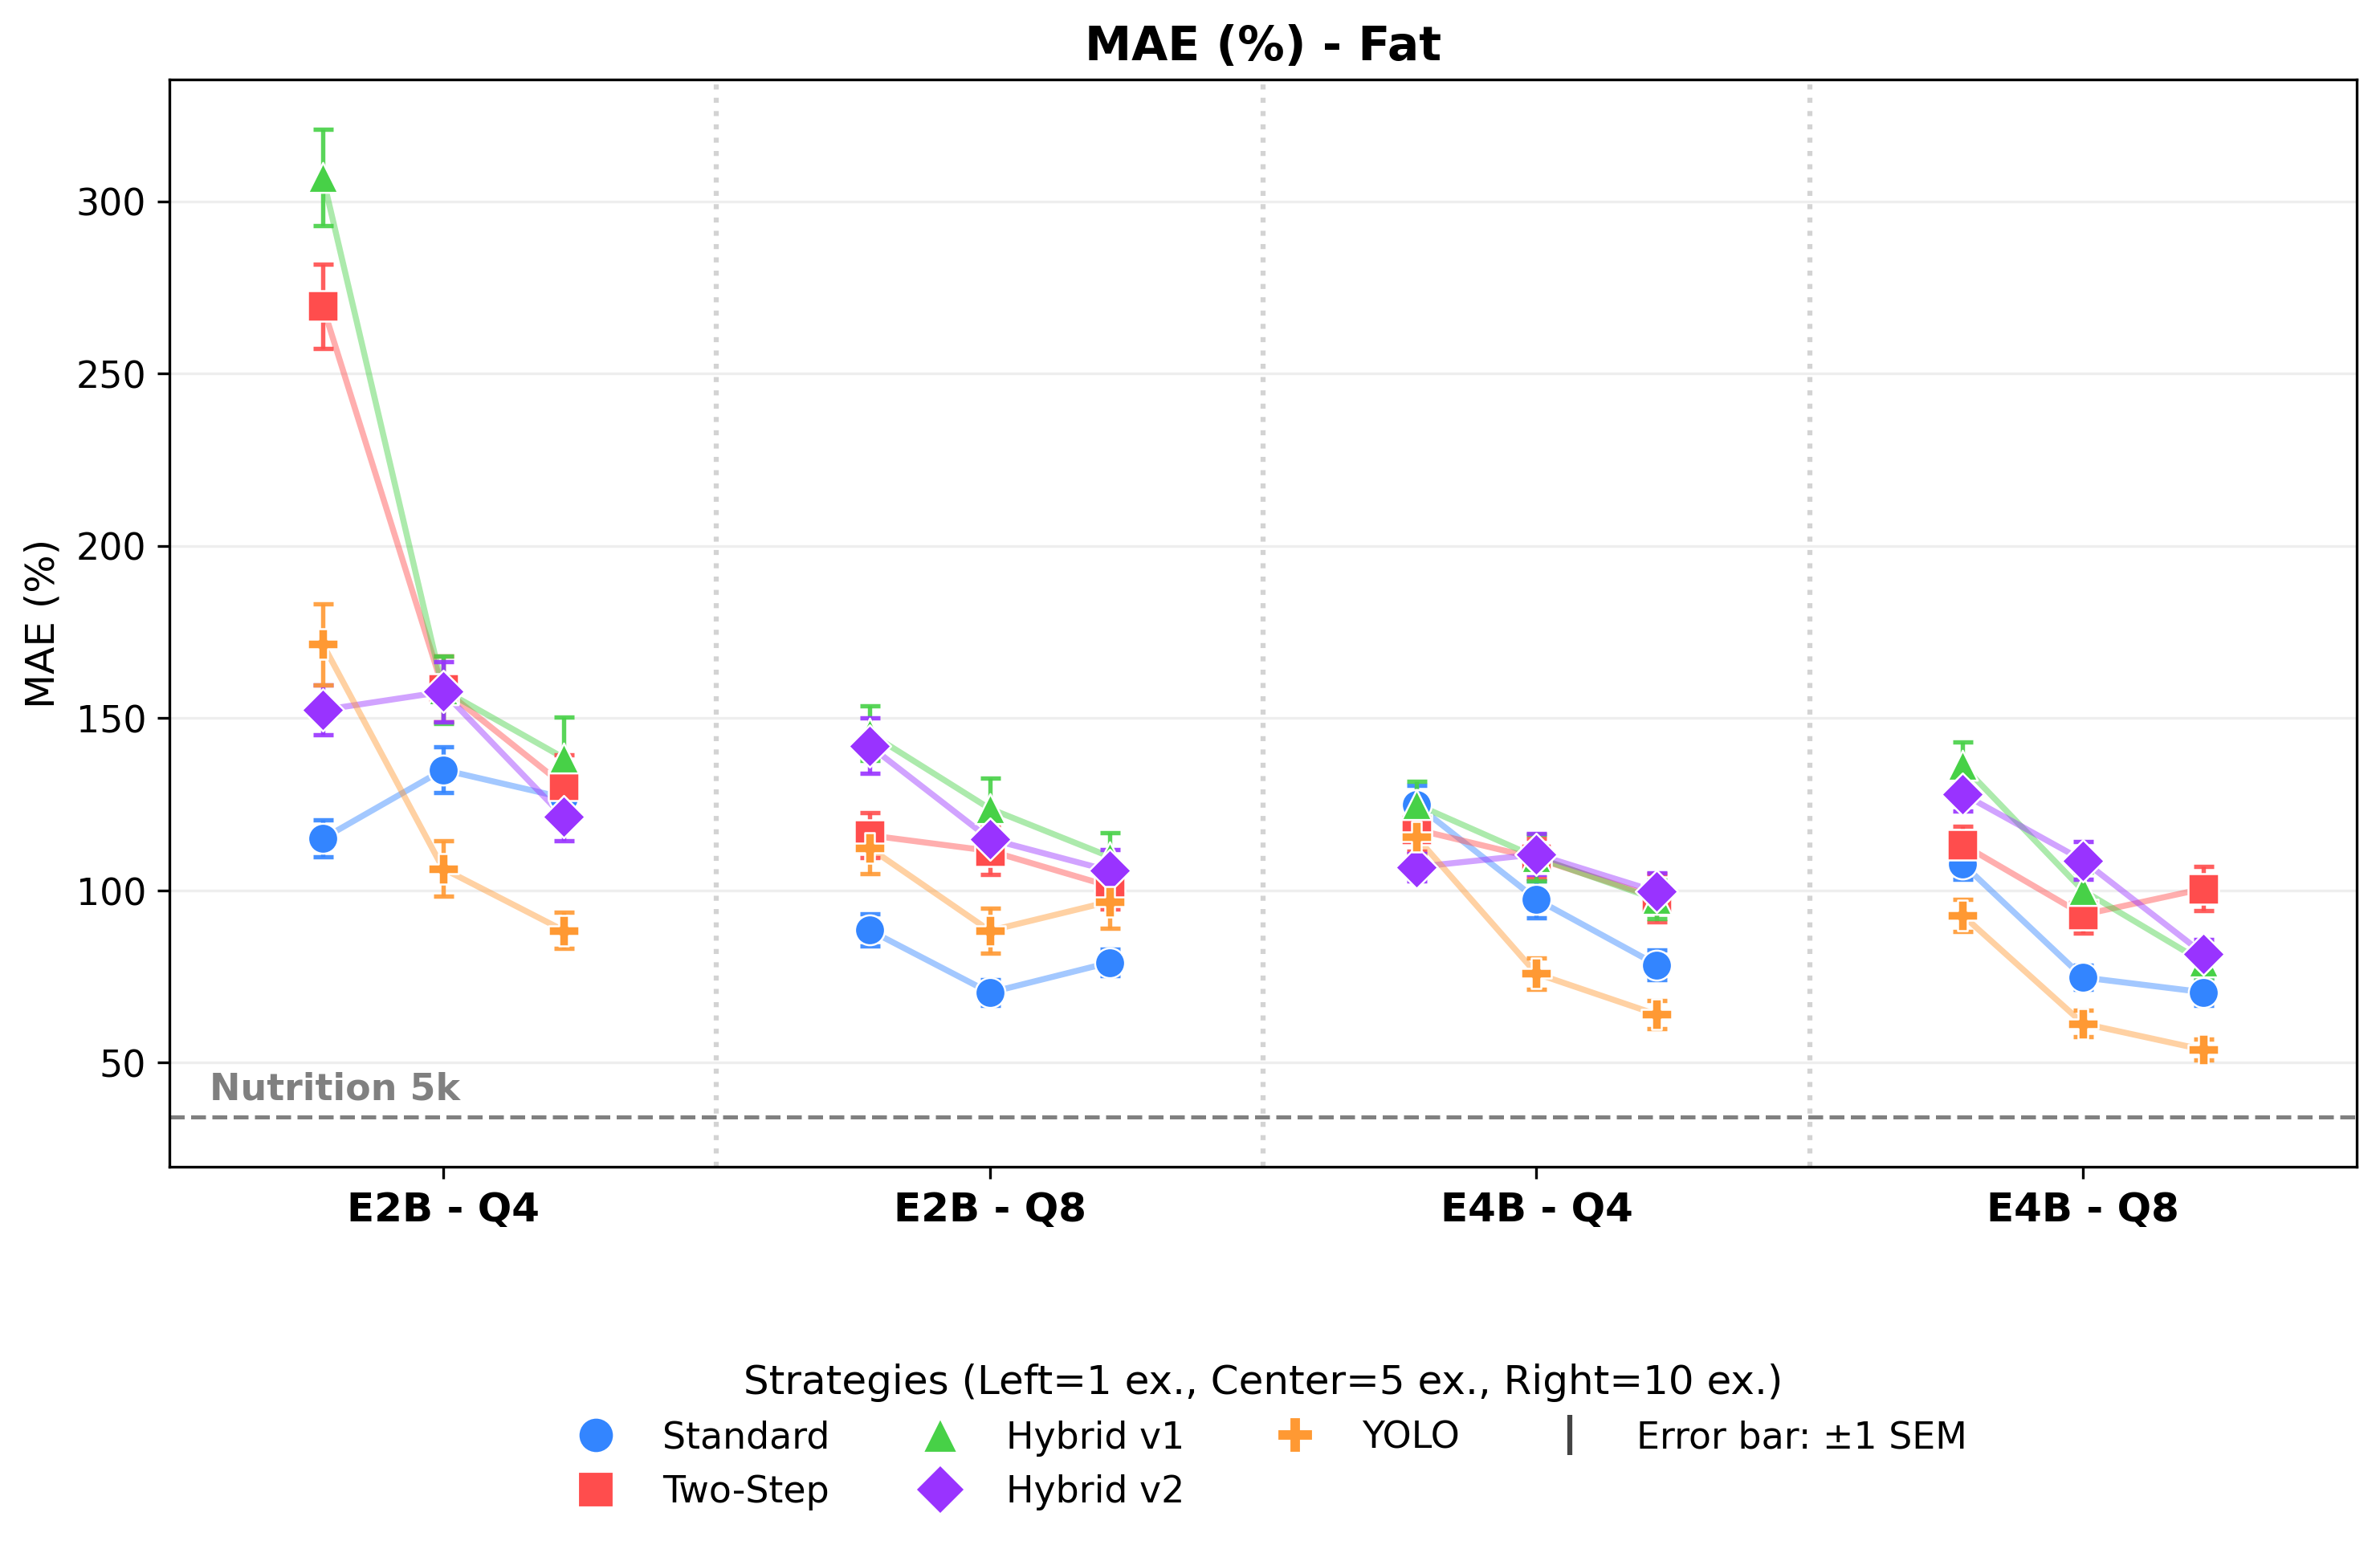 MAE (%) - Fat
MAE (%)
300
250
200
150
100
50
Nutrition 5k
E2B - Q4
E2B - Q8
E4B - Q4
E4B - Q8
Strategies (Left=1 ex., Center=5 ex., Right=10 ex.)
Standard
Hybrid v1
YOLO
Error bar: ±1 SEM
Two-Step
Hybrid v2